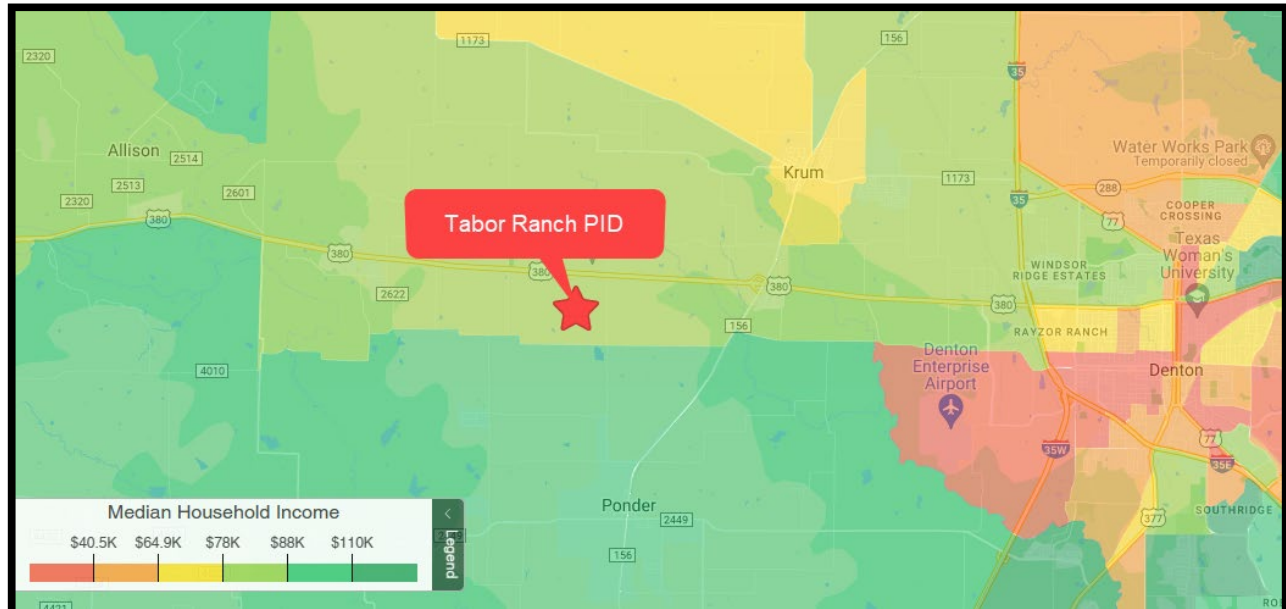 1173
156
2320
35
Allison
2514
Water Works Park
Temporarily closed
2513
Krum
2601
1173
288
2320
35
77
COOPER
CROSSING
380
Tabor Ranch PID
Texas
Woman's
University
380
380
WINDSOR
RIDGE ESTATES
2622
380
380
156
RAYZOR RANCH
Denton
Enterprise
Airport
4010
Denton
77
35W
35E
Ponder
2449
SOUTHRIDGE
377
156
Median Household Income
$40.5K $64.9K $78K $88K $110K
Legend